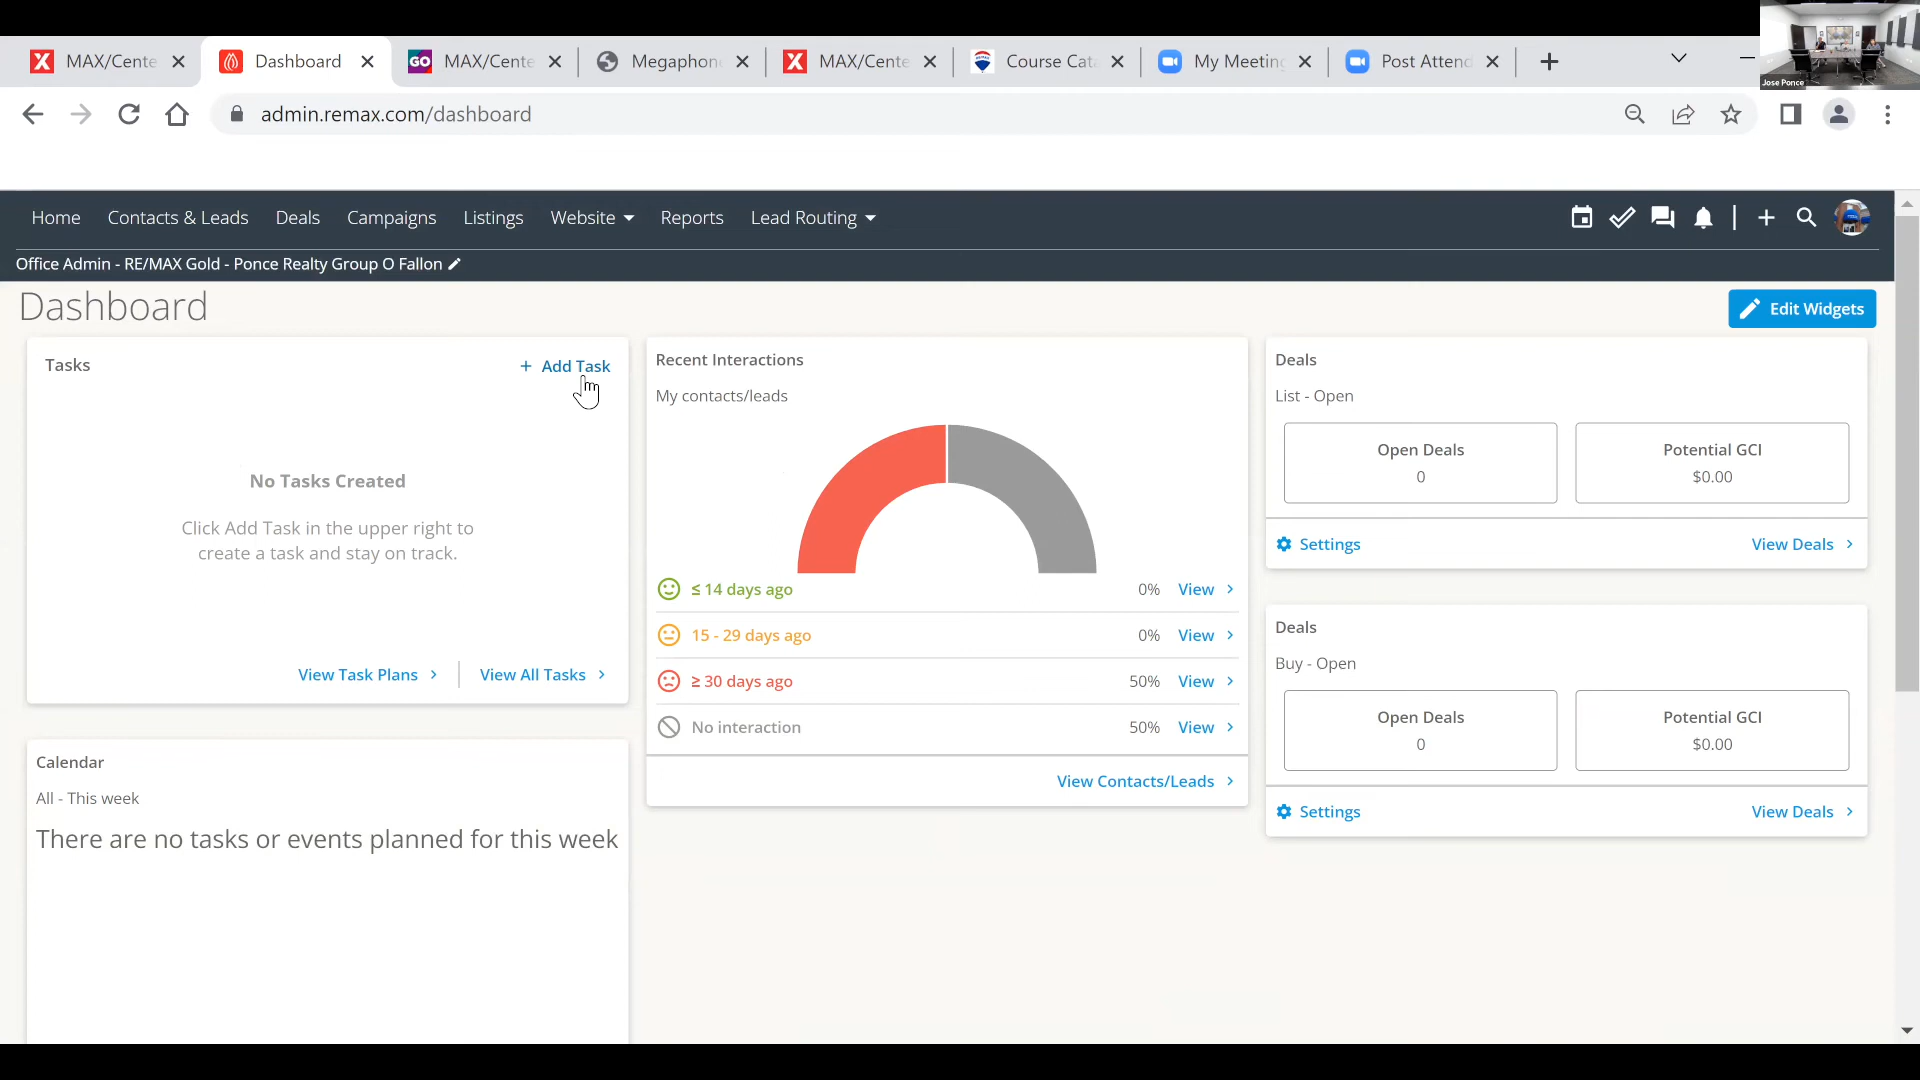 MAX/Cente
Dashboard
GO
MAX/Cente
Megaphon
MAX/Cente
Course Cat
My Meeting
Post Attend
Jose Ponce
admin.remax.com/dashboard
Home
Contacts & Leads
Deals
Campaigns
Listings
Website
Reports
Lead Routing
Office Admin - RE/MAX Gold - Ponce Realty Group O Fallon
Dashboard
Edit Widgets
Tasks
+ Add Task
No Tasks Created
Click Add Task in the upper right to
create a task and stay on track.
View Task Plans >
View All Tasks >
Calendar
All - This week
There are no tasks or events planned for this week
Recent Interactions
My contacts/leads
≤ 14 days ago 0% View >
15 - 29 days ago 0% View >
≥ 30 days ago 50% View >
No interaction 50% View >
View Contacts/Leads >
Deals
List - Open
Open Deals
0
Potential GCI
$0.00
Settings
View Deals >
Deals
Buy - Open
Open Deals
0
Potential GCI
$0.00
Settings
View Deals >